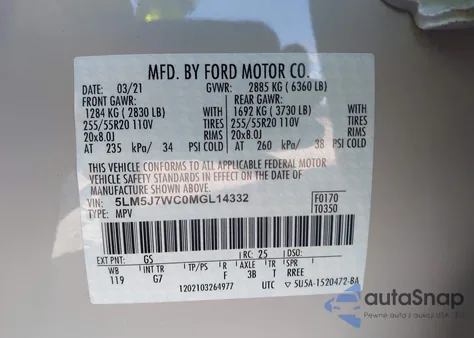 MFD. BY FORD MOTOR CO.
DATE: 03/21 GVWR: 2885 KG ( 6360 LB)
FRONT GAWR: REAR GAWR:
1284 KG ( 2830 LB) WITH 1692 KG ( 3730 LB) WITH
255/55R20 110V TIRES 255/55R20 110V TIRES
20x8.0J RIMS 20x8.0J RIMS
AT 235 kPa/ 34 PSI COLD AT 260 kPa/ 38 PSI COLD
THIS VEHICLE CONFORMS TO ALL APPLICABLE FEDERAL MOTOR
VEHICLE SAFETY STANDARDS IN EFFECT ON THE DATE OF
MANUFACTURE SHOWN ABOVE.
VIN: 5LM5J7WC0MGL14332 F0170
TYPE: MPV T0350
EXT PNT: GS RC: 25 DSO:
WB INT TR TP/PS R AXLE TR SPR
119 G7 F 3B T RREE
1202103264977 UTC ▽ 5U5A-1520472-BA
autoSnap
Pewne auta z USA